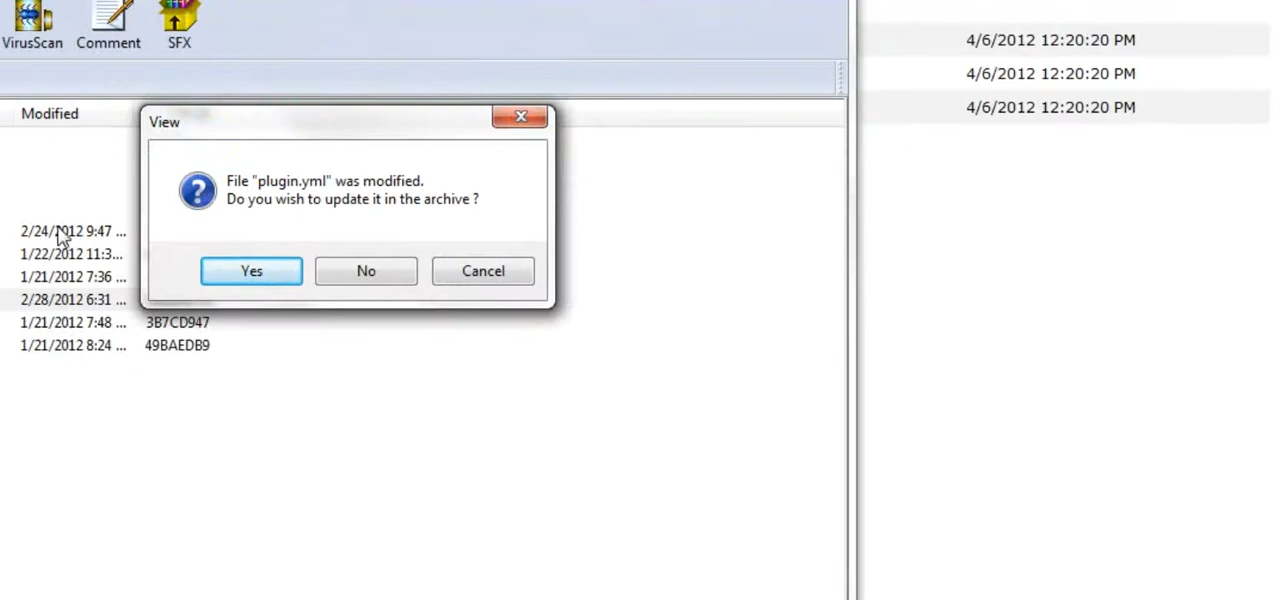 VirusScan Comment SFX
4/6/2012 12:20:20 PM
4/6/2012 12:20:20 PM
4/6/2012 12:20:20 PM
Modified
View
File "plugin.yml" was modified.
Do you wish to update it in the archive ?
Yes No Cancel
2/24/2012 9:47 ...
1/22/2012 11:3...
1/21/2012 7:36 ...
2/28/2012 6:31 ...
1/21/2012 7:48 ... 3B7CD947
1/21/2012 8:24 ... 49BAEDB9